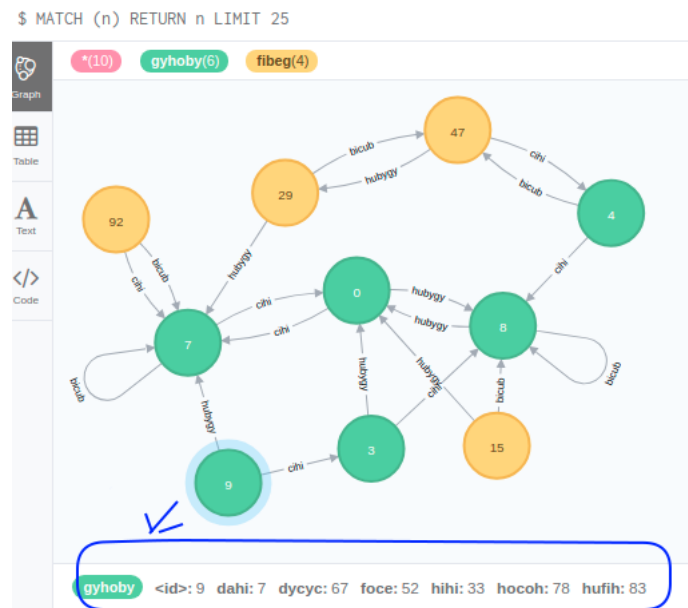 $ MATCH (n) RETURN n LIMIT 25
*(10) gyhoby(6) fibeg(4)
Graph
Table
A
Text
</>
Code
47
bicub
cihi
hubygy
bicub
29
4
92
bicub
cihi
hubygy
cihi
0
cihi
hubygy
cihi
hubygy
8
7
bicub
bicub
hubygy
hubygy
cihi
bicub
hubygy
3
15
cihi
9
gyhoby <id>: 9 dahi: 7 dycyc: 67 foce: 52 hihi: 33 hocoh: 78 hufih: 83